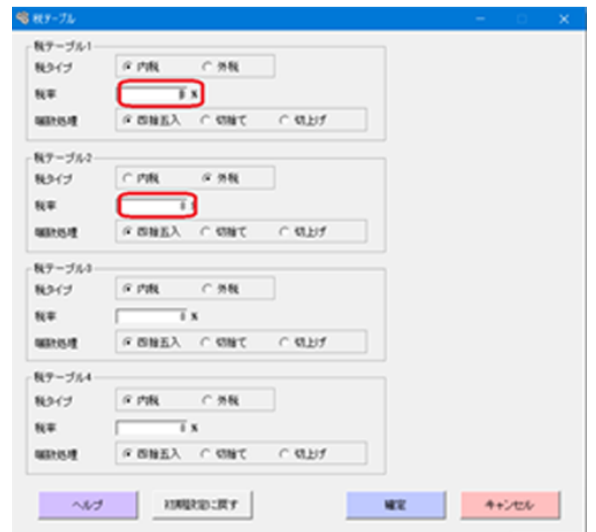 税テーブル
税テーブル1
税タイプ 内税 外税
税率 %
端数処理 四捨五入 切捨て 切上げ
税テーブル2
税タイプ 内税 外税
税率
端数処理 四捨五入 切捨て 切上げ
税テーブル3
税タイプ 内税 外税
税率 %
端数処理 四捨五入 切捨て 切上げ
税テーブル4
税タイプ 内税 外税
税率 %
端数処理 四捨五入 切捨て 切上げ
ヘルプ 初期設定に戻す 確定 キャンセル